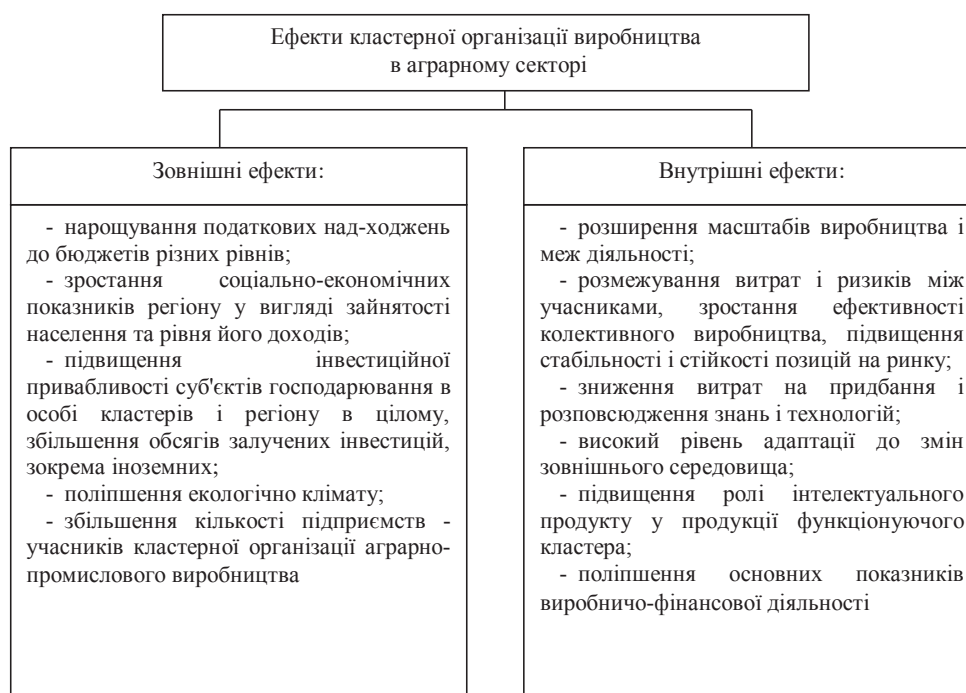 Ефекти кластерної організації виробництва
в аграрному секторі
Зовнішні ефекти:
- нарощування податкових над-ходжень
до бюджетів різних рівнів;
- зростання соціально-економічних
показників регіону у вигляді зайнятості
населення та рівня його доходів;
- підвищення інвестиційної
привабливості суб'єктів господарювання в
особі кластерів і регіону в цілому,
збільшення обсягів залучених інвестицій,
зокрема іноземних;
- поліпшення екологічно клімату;
- збільшення кількості підприємств -
учасників кластерної організації аграрно-
промислового виробництва
Внутрішні ефекти:
- розширення масштабів виробництва і
меж діяльності;
- розмежування витрат і ризиків між
учасниками, зростання ефективності
колективного виробництва, підвищення
стабільності і стійкості позицій на ринку;
- зниження витрат на придбання і
розповсюдження знань і технологій;
- високий рівень адаптації до змін
зовнішнього середовища;
- підвищення ролі інтелектуального
продукту у продукції функціонуючого
кластера;
- поліпшення основних показників
виробничо-фінансової діяльності